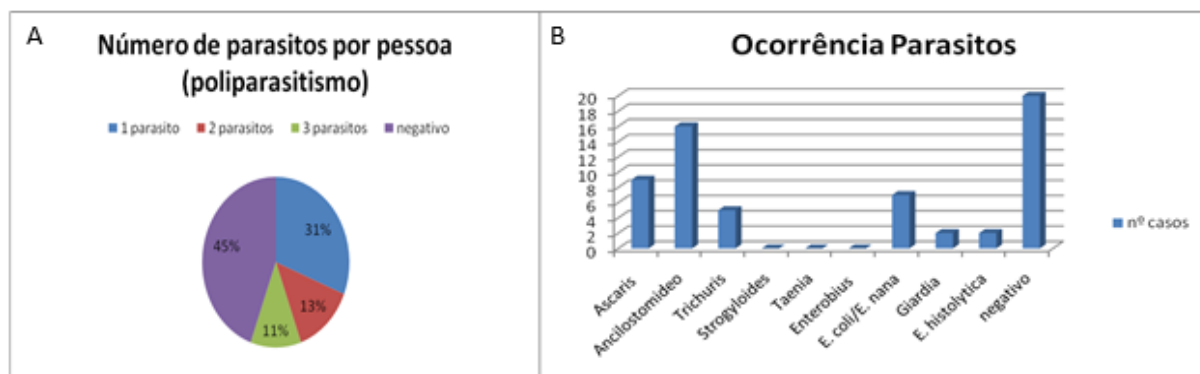 A
Número de parasitos por pessoa
(poliparasitismo)
1 parasito 2 parasitos 3 parasitos negativo
45%
31%
13%
11%
B
Ocorrência Parasitos
20
18
16
14
12
10
8
6
4
2
0
Ascaris
Ancilostomideo
Trichuris
Strogyloides
Taenia
Enterobius
E. coli/E. nana
Giardia
E. histolytica
negativo
nº casos